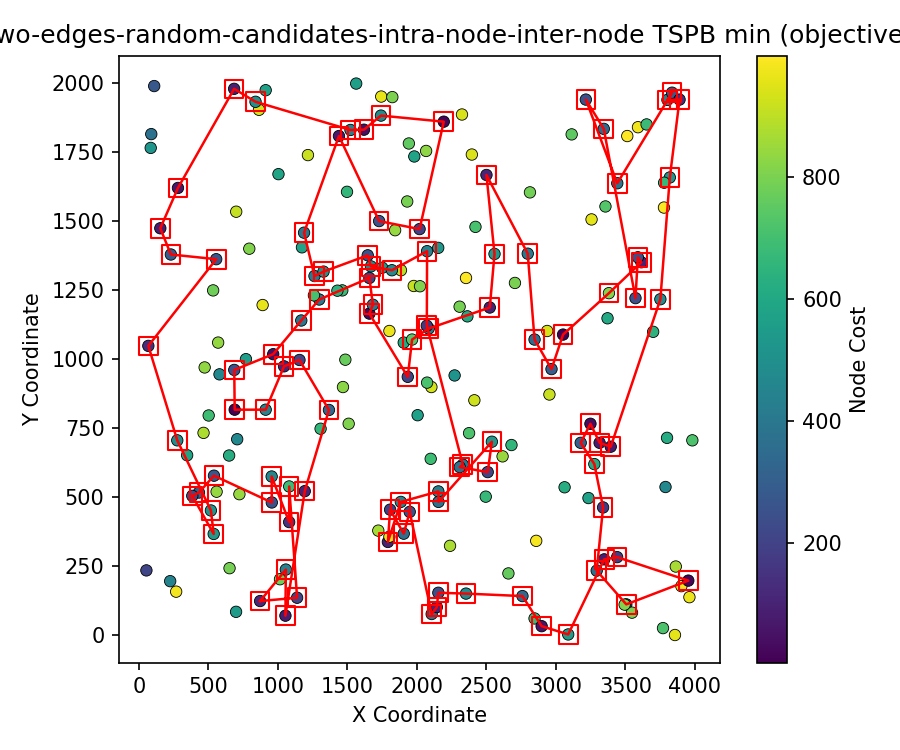 wo-edges-random-candidates-intra-node-inter-node TSPB min (objective
2000
1750
1500
1250
1000
750
500
250
0
Y Coordinate
0 500 1000 1500 2000 2500 3000 3500 4000
X Coordinate
800
600
400
200
Node Cost